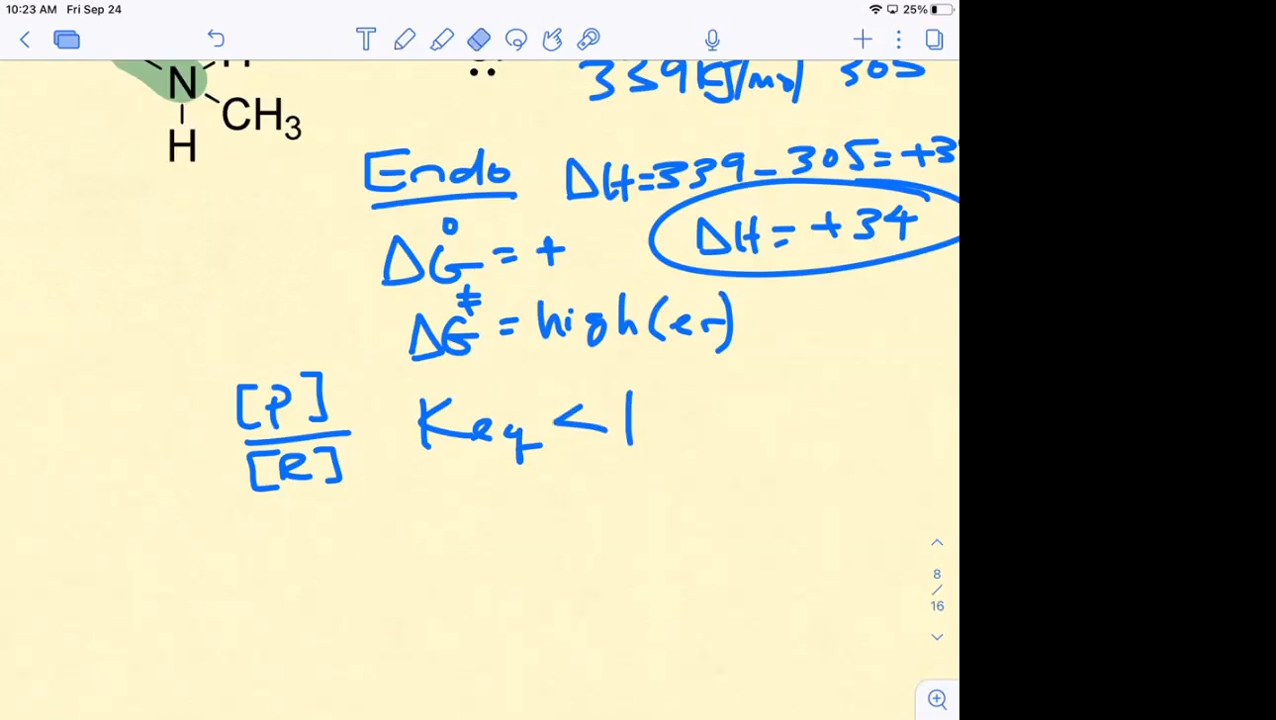 10:23 AM Fri Sep 24
25%
T
H
N
CH3
H
339 KJ/mol 305
Endo ΔH=339-305=+3
ΔH=+34
ΔG°=+
ΔG‡=high(er)
[P]
[R]
Keq<1
8
/
16